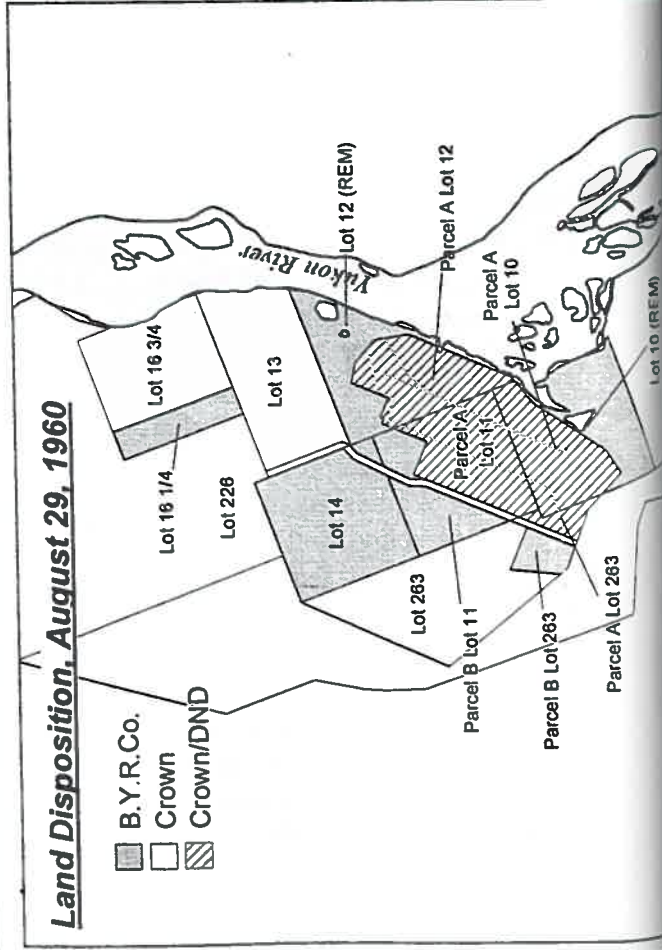 Land Disposition, August 29, 1960
B.Y.R.Co.
Crown
Crown/DND
Lot 16 3/4
Lot 16 1/4
Lot 226
Lot 13
Yukon River
Lot 12 (REM)
Lot 14
Parcel A Lot 12
Lot 263
Parcel A
Lot 11
Parcel A
Lot 10
Parcel B Lot 11
Parcel B Lot 263
Parcel A Lot 263
Lot 10 (REM)